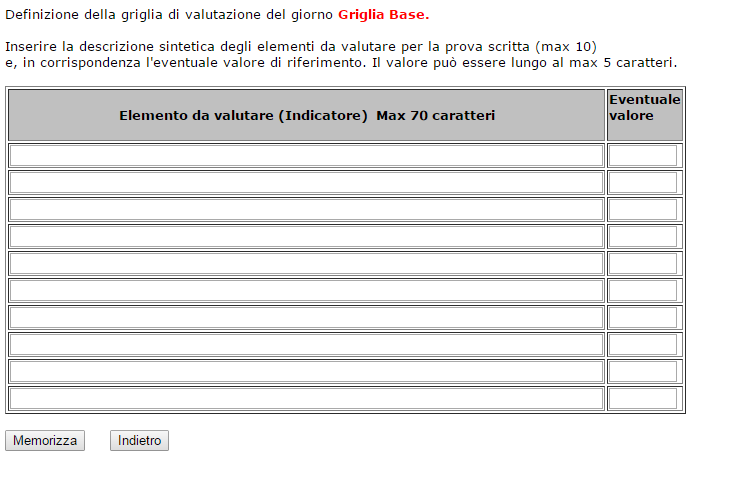 Definizione della griglia di valutazione del giorno Griglia Base.
Inserire la descrizione sintetica degli elementi da valutare per la prova scritta (max 10)
e, in corrispondenza l'eventuale valore di riferimento. Il valore può essere lungo al max 5 caratteri.
Elemento da valutare (Indicatore) Max 70 caratteri
Eventuale
valore
Memorizza
Indietro